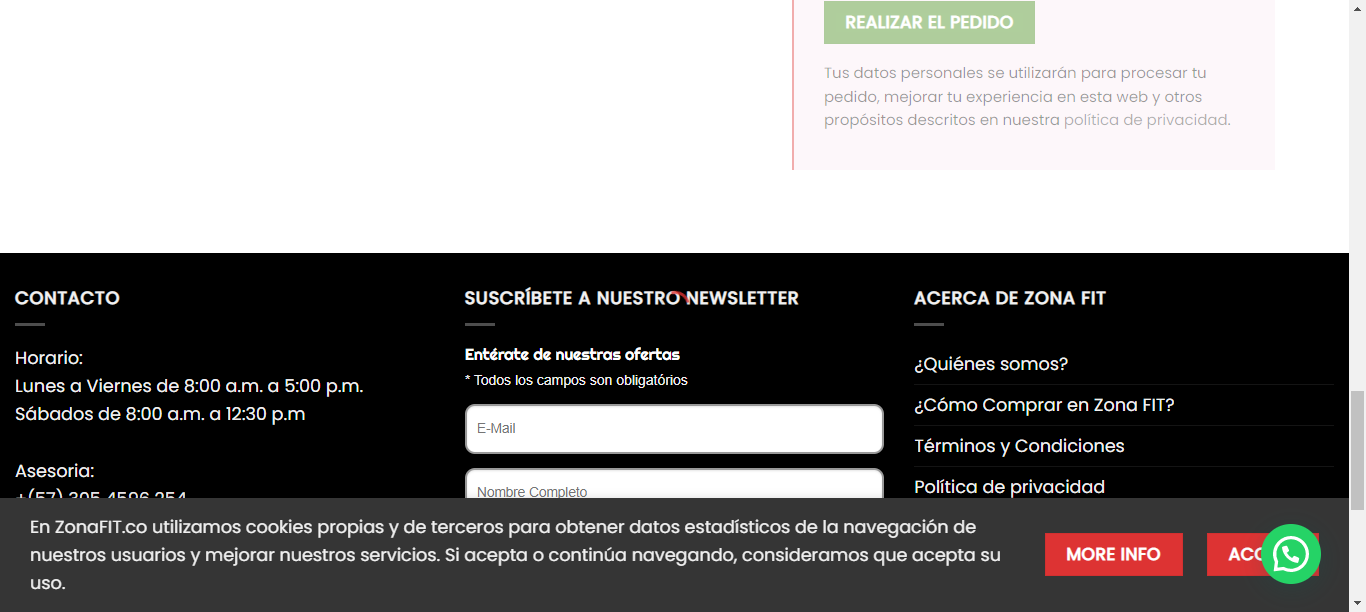 REALIZAR EL PEDIDO
Tus datos personales se utilizarán para procesar tu
pedido, mejorar tu experiencia en esta web y otros
propósitos descritos en nuestra política de privacidad.
CONTACTO
Horario:
Lunes a Viernes de 8:00 a.m. a 5:00 p.m.
Sábados de 8:00 a.m. a 12:30 p.m
Asesoria:
+(57) 305 4596 254
SUSCRÍBETE A NUESTRO NEWSLETTER
Entérate de nuestras ofertas
* Todos los campos son obligatórios
E-Mail
Nombre Completo
ACERCA DE ZONA FIT
¿Quiénes somos?
¿Cómo Comprar en Zona FIT?
Términos y Condiciones
Política de privacidad
En ZonaFIT.co utilizamos cookies propias y de terceros para obtener datos estadísticos de la navegación de
nuestros usuarios y mejorar nuestros servicios. Si acepta o continúa navegando, consideramos que acepta su
uso.
MORE INFO